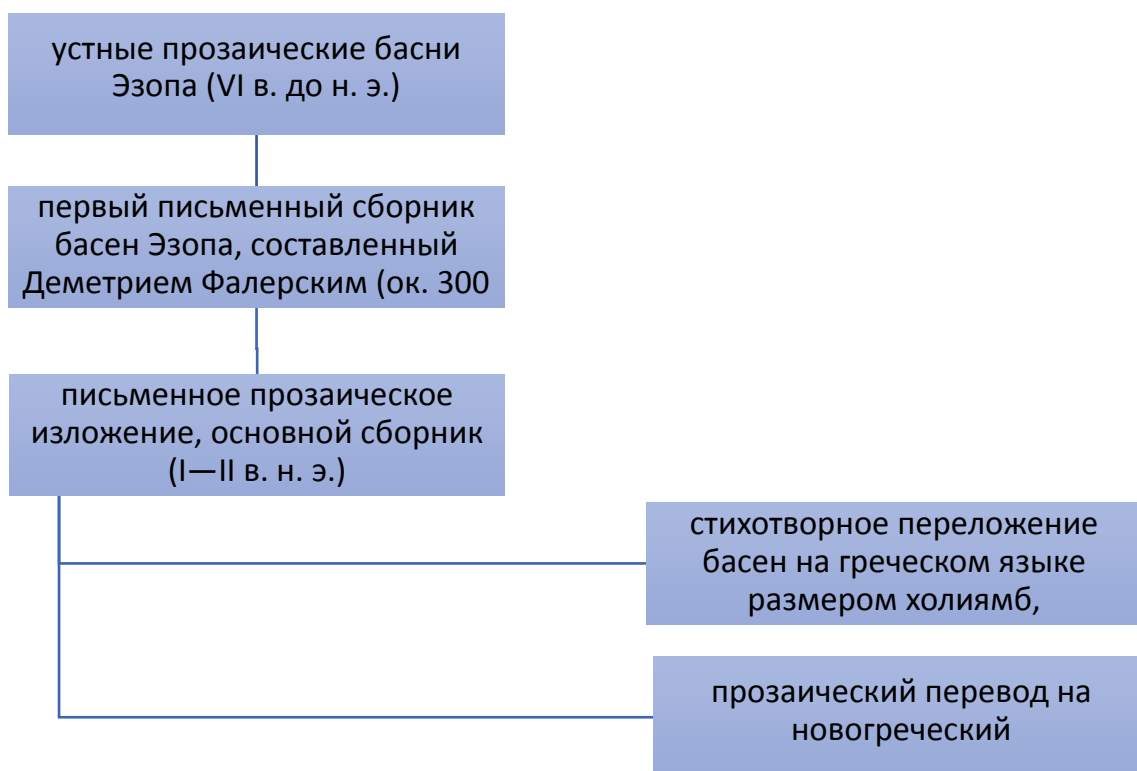 устные прозаические басни
Эзопа (VI в. до н. э.)
первый письменный сборник
басен Эзопа, составленный
Деметрием Фалерским (ок. 300
письменное прозаическое
изложение, основной сборник
(I—II в. н. э.)
стихотворное переложение
басен на греческом языке
размером холиямб,
прозаический перевод на
новогреческий